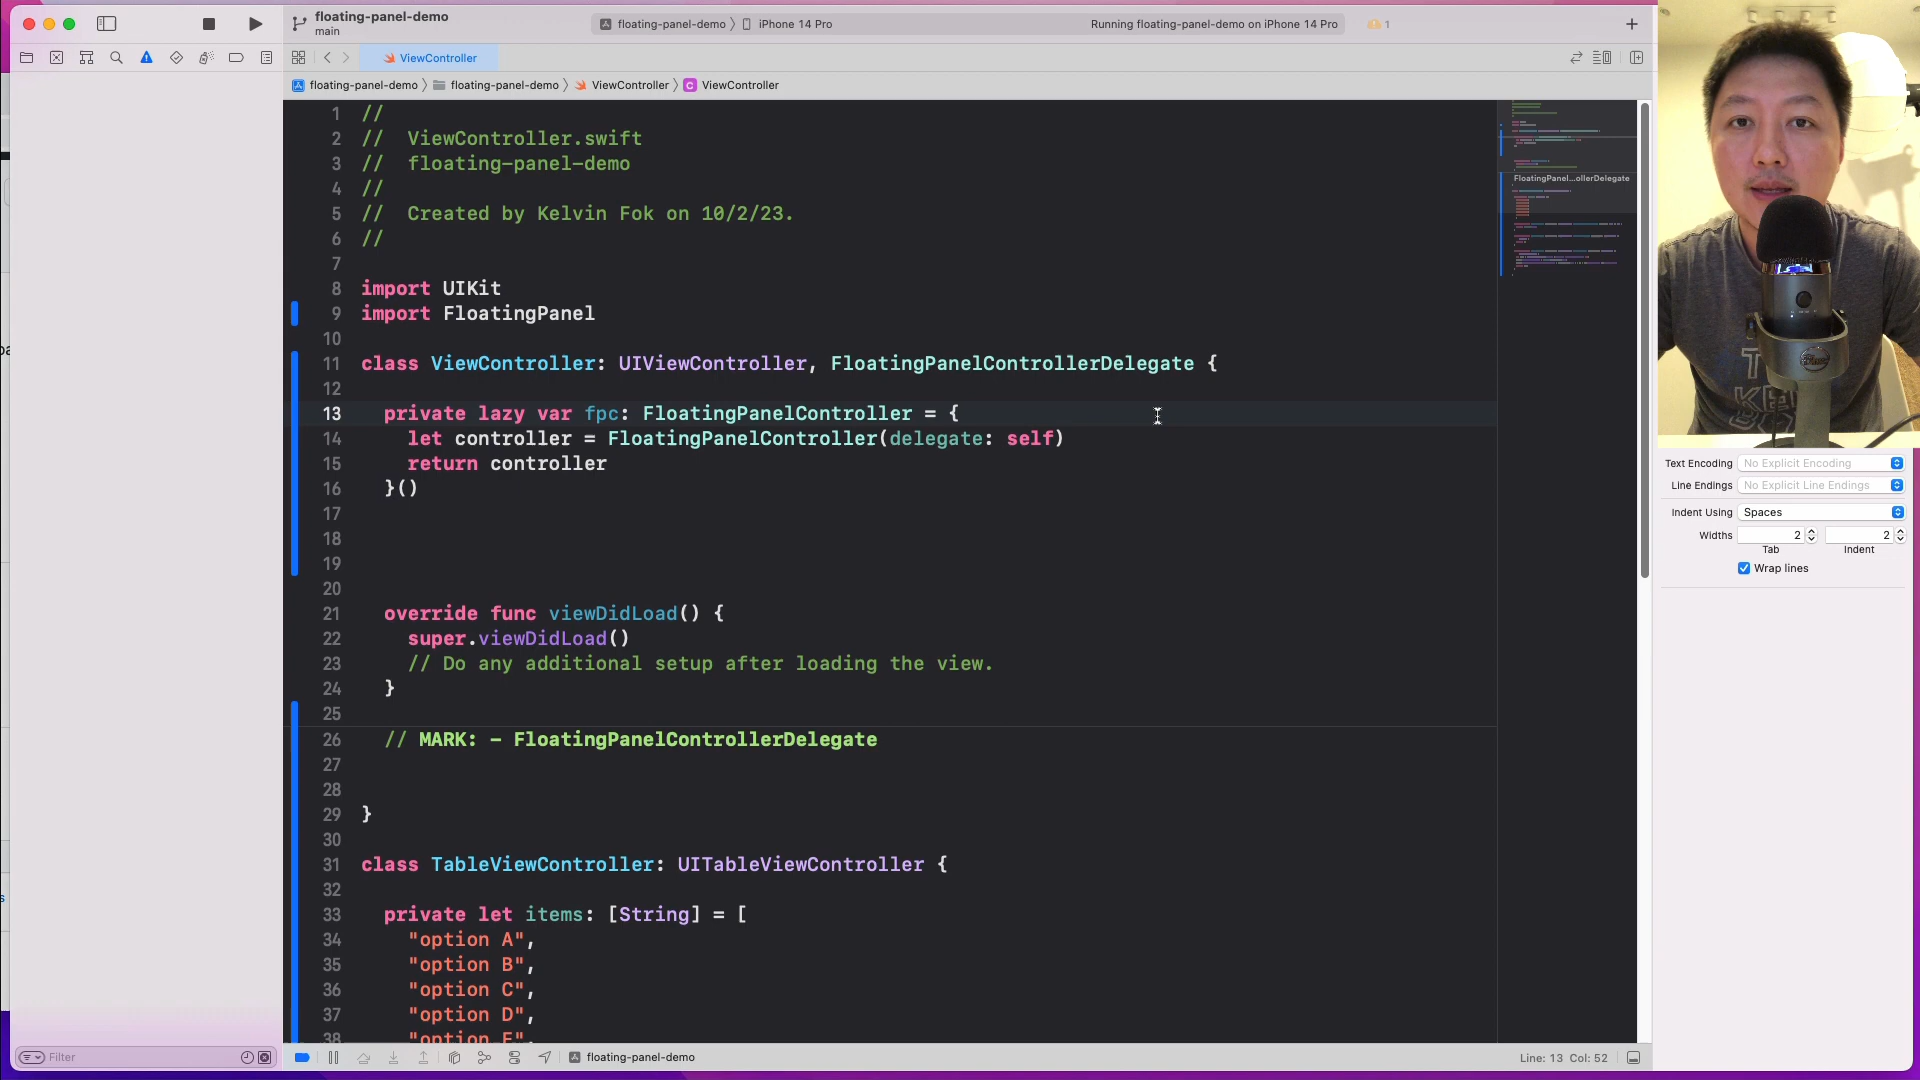 floating-panel-demo
main
floating-panel-demo
iPhone 14 Pro
Running floating-panel-demo on iPhone 14 Pro
1
ViewController
floating-panel-demo
floating-panel-demo
ViewController
ViewController
1 //
2 //  ViewController.swift
3 //  floating-panel-demo
4 //
5 //  Created by Kelvin Fok on 10/2/23.
6 //
7
8 import UIKit
9 import FloatingPanel
10
11 class ViewController: UIViewController, FloatingPanelControllerDelegate {
12
13   private lazy var fpc: FloatingPanelController = {
14     let controller = FloatingPanelController(delegate: self)
15     return controller
16   }()
17
18
19
20
21   override func viewDidLoad() {
22     super.viewDidLoad()
23     // Do any additional setup after loading the view.
24   }
25
26   // MARK: - FloatingPanelControllerDelegate
27
28
29 }
30
31 class TableViewController: UITableViewController {
32
33   private let items: [String] = [
34     "option A",
35     "option B",
36     "option C",
37     "option D",
38     "option E",
FloatingPanel...ollerDelegate
Text Encoding No Explicit Encoding
Line Endings No Explicit Line Endings
Indent Using Spaces
Widths 2 2
Tab Indent
Wrap lines
Filter
floating-panel-demo
Line: 13 Col: 52